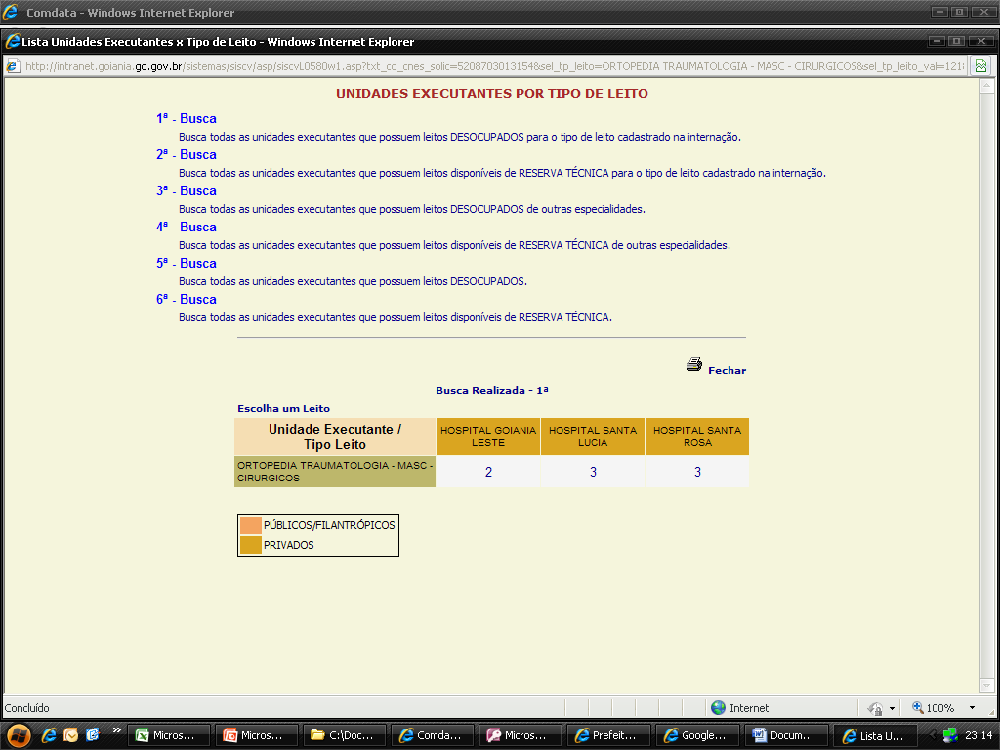 Comdata - Windows Internet Explorer
Lista Unidades Executantes x Tipo de Leito - Windows Internet Explorer
http://intranet.goiania.go.gov.br/sistemas/siscv/asp/siscvL0580w1.asp?txt_cd_cnes_solic=5208703013154&sel_tp_leito=ORTOPEDIA TRAUMATOLOGIA - MASC - CIRURGICOS&sel_tp_leito_val=1218
UNIDADES EXECUTANTES POR TIPO DE LEITO
1ª - Busca
Busca todas as unidades executantes que possuem leitos DESOCUPADOS para o tipo de leito cadastrado na internação.
2ª - Busca
Busca todas as unidades executantes que possuem leitos disponíveis de RESERVA TÉCNICA para o tipo de leito cadastrado na internação.
3ª - Busca
Busca todas as unidades executantes que possuem leitos DESOCUPADOS de outras especialidades.
4ª - Busca
Busca todas as unidades executantes que possuem leitos disponíveis de RESERVA TÉCNICA de outras especialidades.
5ª - Busca
Busca todas as unidades executantes que possuem leitos DESOCUPADOS.
6ª - Busca
Busca todas as unidades executantes que possuem leitos disponíveis de RESERVA TÉCNICA.
Fechar
Busca Realizada - 1ª
Escolha um Leito
Unidade Executante /
Tipo Leito
HOSPITAL GOIANIA
LESTE
HOSPITAL SANTA
LUCIA
HOSPITAL SANTA
ROSA
ORTOPEDIA TRAUMATOLOGIA - MASC -
CIRURGICOS
2 3 3
PÚBLICOS/FILANTRÓPICOS
PRIVADOS
Concluído Internet 100%
» Micros... Micros... C:\Doc... Comda... Micros... Prefeit... Google... Docum... Lista U... 23:14